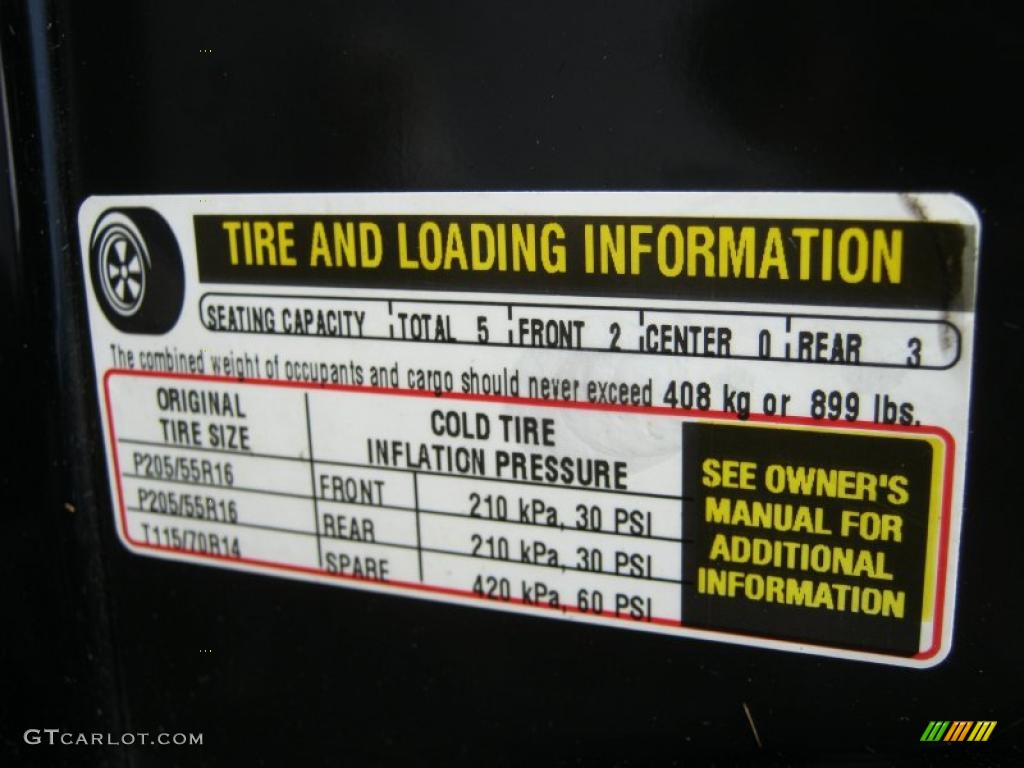 TIRE AND LOADING INFORMATION
SEATING CAPACITY TOTAL 5 FRONT 2 CENTER 0 REAR 3
The combined weight of occupants and cargo should never exceed 408 kg or 899 lbs.
ORIGINAL
TIRE SIZE
COLD TIRE
INFLATION PRESSURE
P205/55R16 FRONT 210 kPa, 30 PSI
P205/55R16 REAR 210 kPa, 30 PSI
T115/70R14 SPARE 420 kPa, 60 PSI
SEE OWNER'S
MANUAL FOR
ADDITIONAL
INFORMATION
GTCARLOT.COM